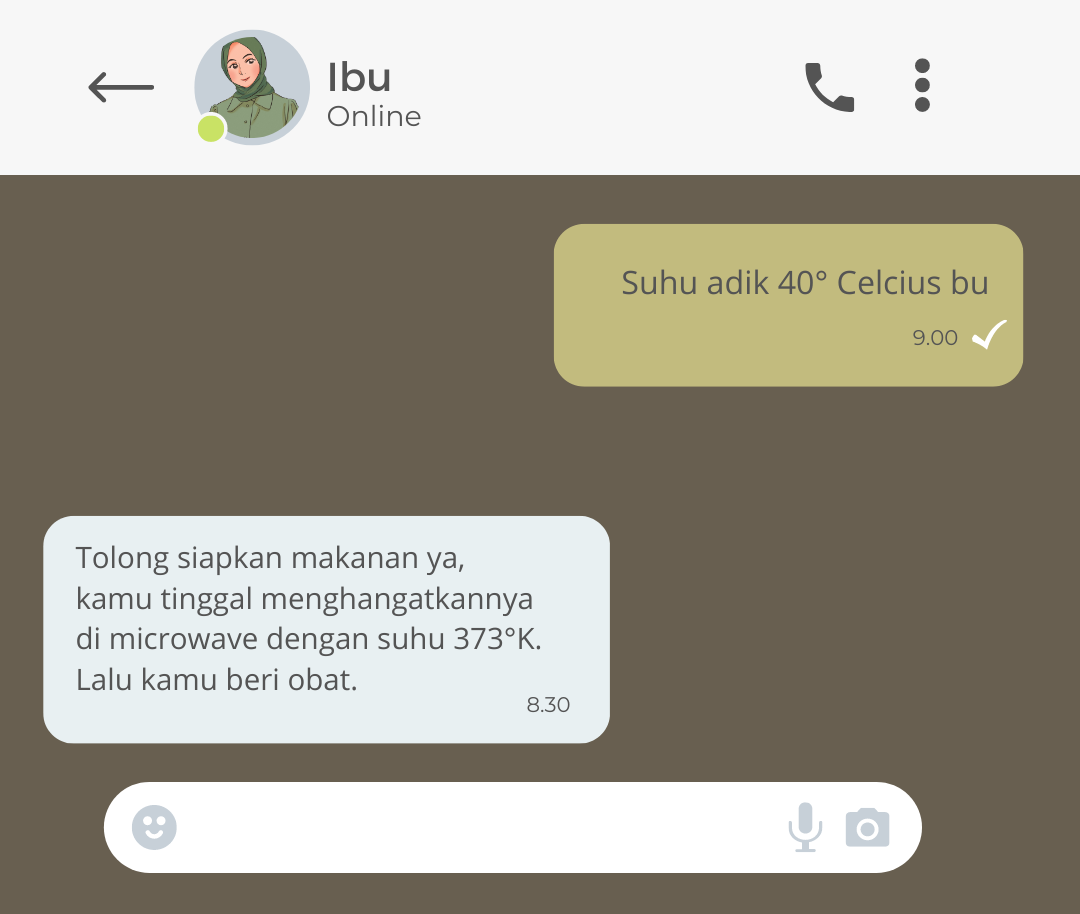 Ibu
Online
Suhu adik 40° Celcius bu
9.00
Tolong siapkan makanan ya,
kamu tinggal menghangatkannya
di microwave dengan suhu 373°K.
Lalu kamu beri obat.
8.30